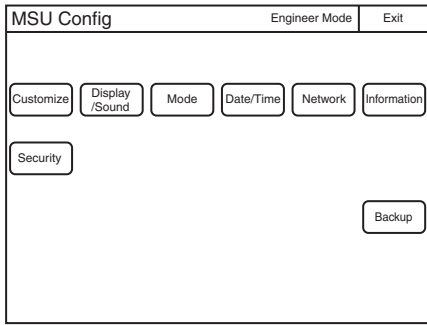 MSU Config Engineer Mode Exit
Customize Display /Sound Mode Date/Time Network Information
Security
Backup